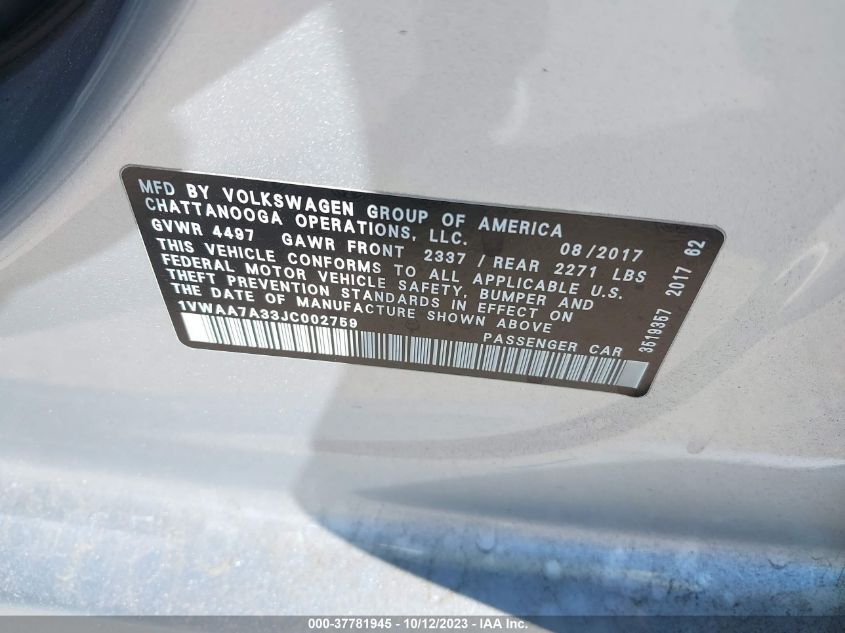 MFD BY VOLKSWAGEN GROUP OF AMERICA
CHATTANOOGA OPERATIONS, LLC. 08/2017
GVWR 4497 GAWR FRONT 2337 / REAR 2271 LBS
THIS VEHICLE CONFORMS TO ALL APPLICABLE U.S.
FEDERAL MOTOR VEHICLE SAFETY, BUMPER AND
THEFT PREVENTION STANDARDS IN EFFECT ON
THE DATE OF MANUFACTURE SHOWN ABOVE
1VWAA7A33JC002759 PASSENGER CAR
3519357 2017 62
000-37781945 - 10/12/2023 - IAA Inc.